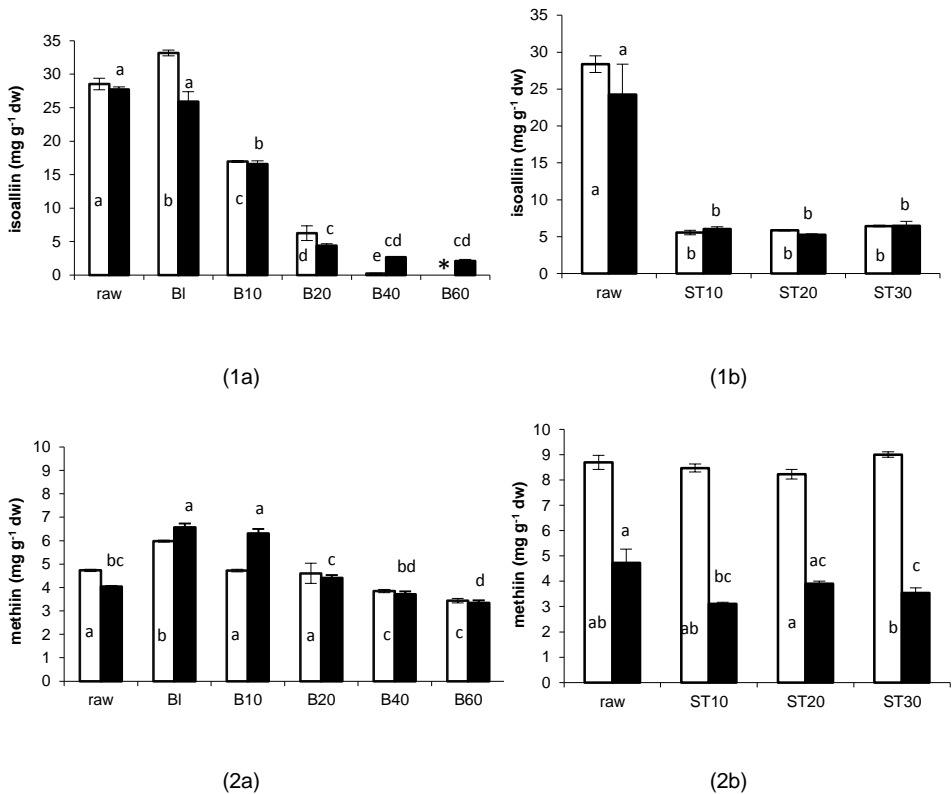 35
30
25
20
15
10
5
0
isoalliin (mg g⁻¹ dw)
a a b c cd cd
a b c d e *
raw BI B10 B20 B40 B60
(1a)
35
30
25
20
15
10
5
0
isoalliin (mg g⁻¹ dw)
a b b b
a b b b
raw ST10 ST20 ST30
(1b)
10
9
8
7
6
5
4
3
2
1
0
methiin (mg g⁻¹ dw)
bc a a c bd d
a b a a c c
raw BI B10 B20 B40 B60
(2a)
10
9
8
7
6
5
4
3
2
1
0
methiin (mg g⁻¹ dw)
a bc ac c
ab ab a b
raw ST10 ST20 ST30
(2b)